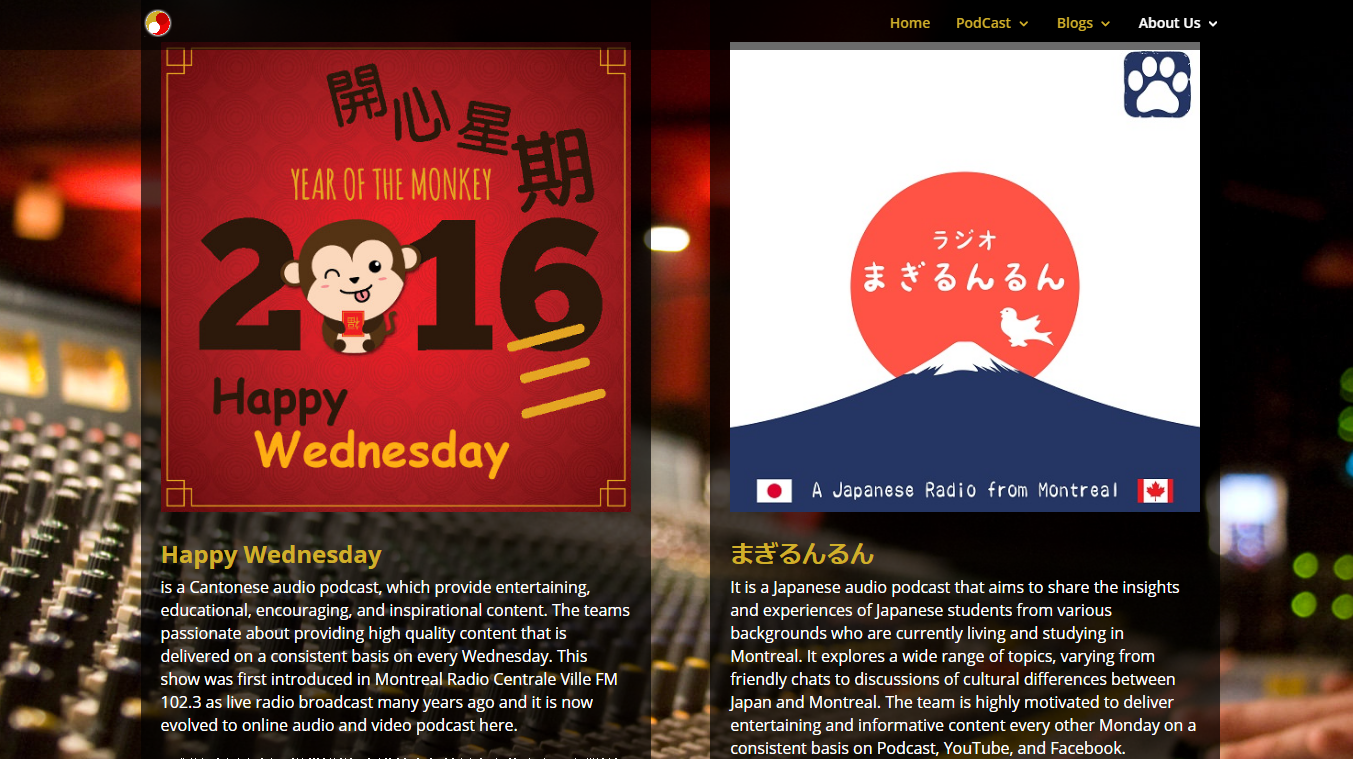 Home
PodCast
Blogs
About Us
開心星期三
YEAR OF THE MONKEY
2016
Happy
Wednesday
Happy Wednesday
is a Cantonese audio podcast, which provide entertaining,
educational, encouraging, and inspirational content. The teams
passionate about providing high quality content that is
delivered on a consistent basis on every Wednesday. This
show was first introduced in Montreal Radio Centrale Ville FM
102.3 as live radio broadcast many years ago and it is now
evolved to online audio and video podcast here.
ラジオ
まぎるんるん
A Japanese Radio from Montreal
まぎるんるん
It is a Japanese audio podcast that aims to share the insights
and experiences of Japanese students from various
backgrounds who are currently living and studying in
Montreal. It explores a wide range of topics, varying from
friendly chats to discussions of cultural differences between
Japan and Montreal. The team is highly motivated to deliver
entertaining and informative content every other Monday on a
consistent basis on Podcast, YouTube, and Facebook.